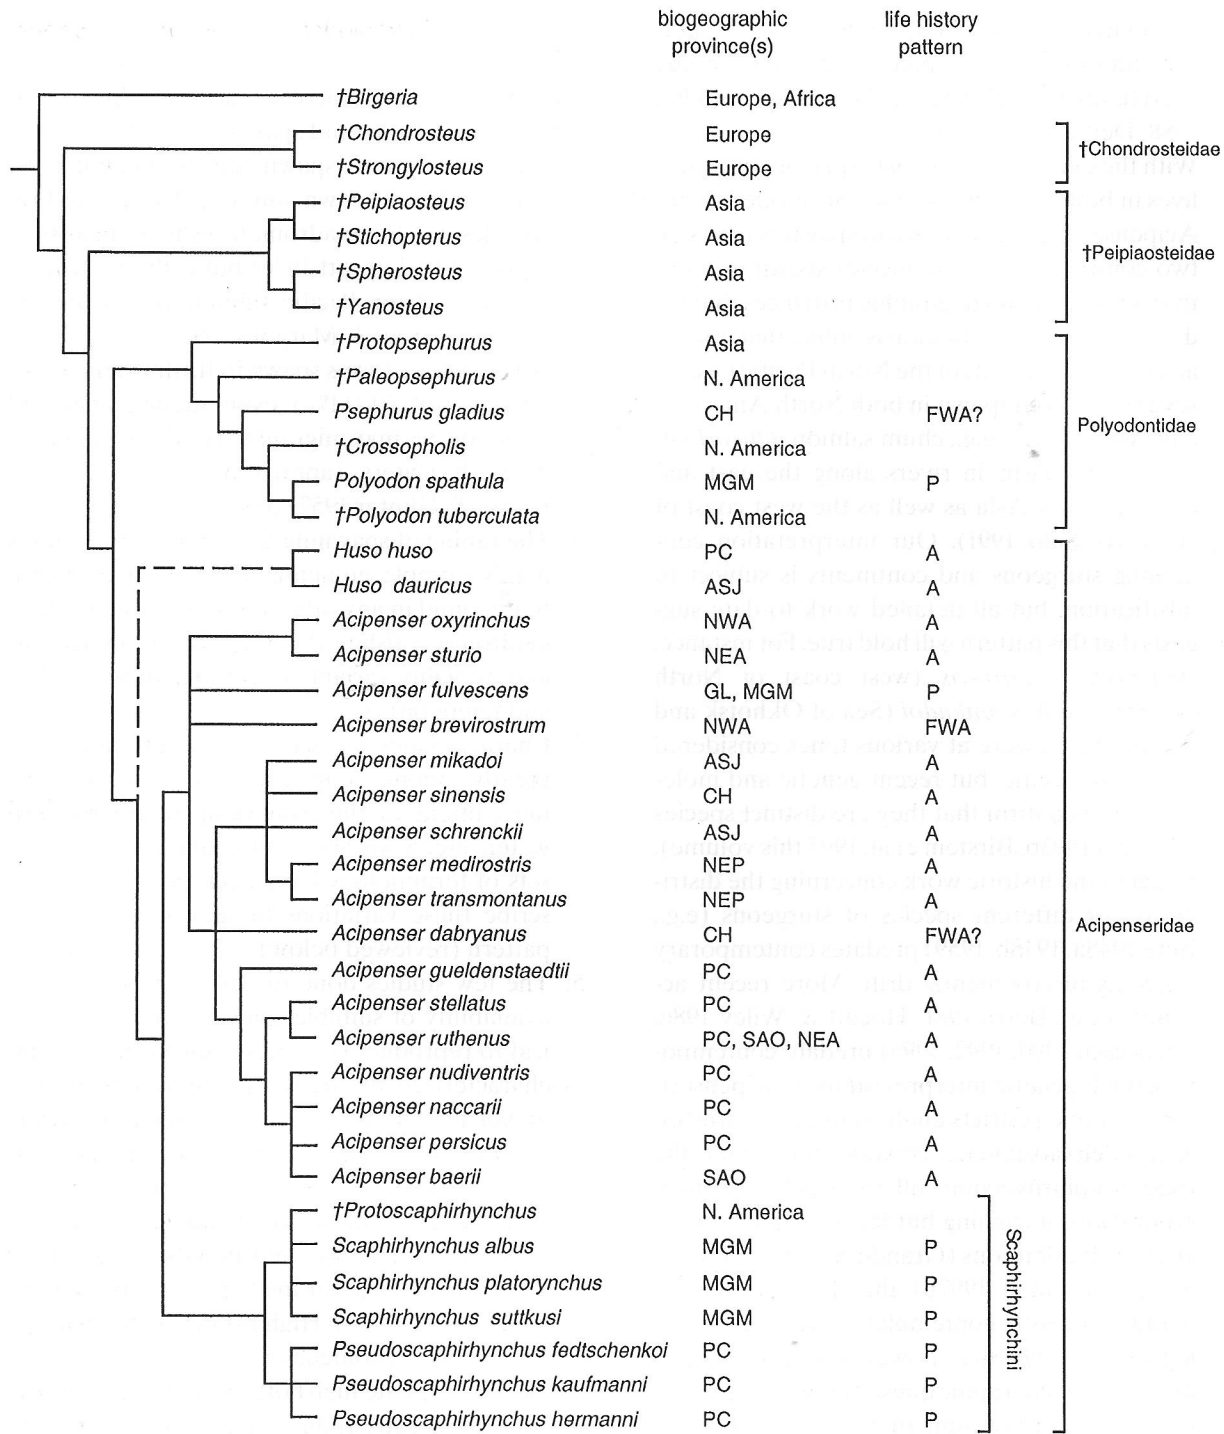 biogeographic province(s)
life history pattern
†Birgeria Europe, Africa
†Chondrosteus Europe
†Chondrosteidae
†Strongylosteus Europe
†Peipiaosteus Asia
†Stichopterus Asia
†Peipiaosteidae
†Spherosteus Asia
†Yanosteus Asia
†Protopsephurus Asia
†Paleopsephurus N. America
Psephurus gladius CH FWA?
Polyodontidae
†Crossopholis N. America
Polyodon spathula MGM P
†Polyodon tuberculata N. America
Huso huso PC A
Huso dauricus ASJ A
Acipenser oxyrinchus NWA A
Acipenser sturio NEA A
Acipenser fulvescens GL, MGM P
Acipenser brevirostrum NWA FWA
Acipenser mikadoi ASJ A
Acipenser sinensis CH A
Acipenser schrenckii ASJ A
Acipenser medirostris NEP A
Acipenser transmontanus NEP A
Acipenseridae
Acipenser dabryanus CH FWA?
Acipenser gueldenstaedtii PC A
Acipenser stellatus PC A
Acipenser ruthenus PC, SAO, NEA A
Acipenser nudiventris PC A
Acipenser naccarii PC A
Acipenser persicus PC A
Acipenser baerii SAO A
†Protoscaphirhynchus N. America
Scaphirhynchus albus MGM P
Scaphirhynchus platorynchus MGM P
Scaphirhynchini
Scaphirhynchus suttkusi MGM P
Pseudoscaphirhynchus fedtschenkoi PC P
Pseudoscaphirhynchus kaufmanni PC P
Pseudoscaphirhynchus hermanni PC P